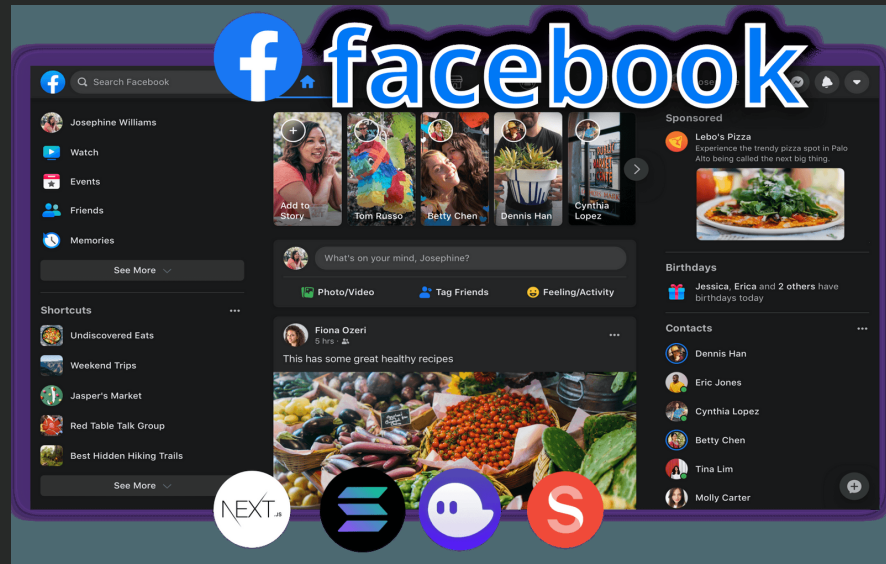 facebook
Search Facebook
Josephine Williams
Watch
Events
Friends
Memories
See More
Shortcuts
Undiscovered Eats
Weekend Trips
Jasper's Market
Red Table Talk Group
Best Hidden Hiking Trails
See More
Add to
Story
Tom Russo
Betty Chen
Dennis Han
Cynthia
Lopez
What's on your mind, Josephine?
Photo/Video
Tag Friends
Feeling/Activity
Fiona Ozeri
5 hrs ·
This has some great healthy recipes
Sponsored
Lebo's Pizza
Experience the trendy pizza spot in Palo
Alto being called the next big thing.
Birthdays
Jessica, Erica and 2 others have
birthdays today
Contacts
Dennis Han
Eric Jones
Cynthia Lopez
Betty Chen
Tina Lim
Molly Carter
NEXT.JS